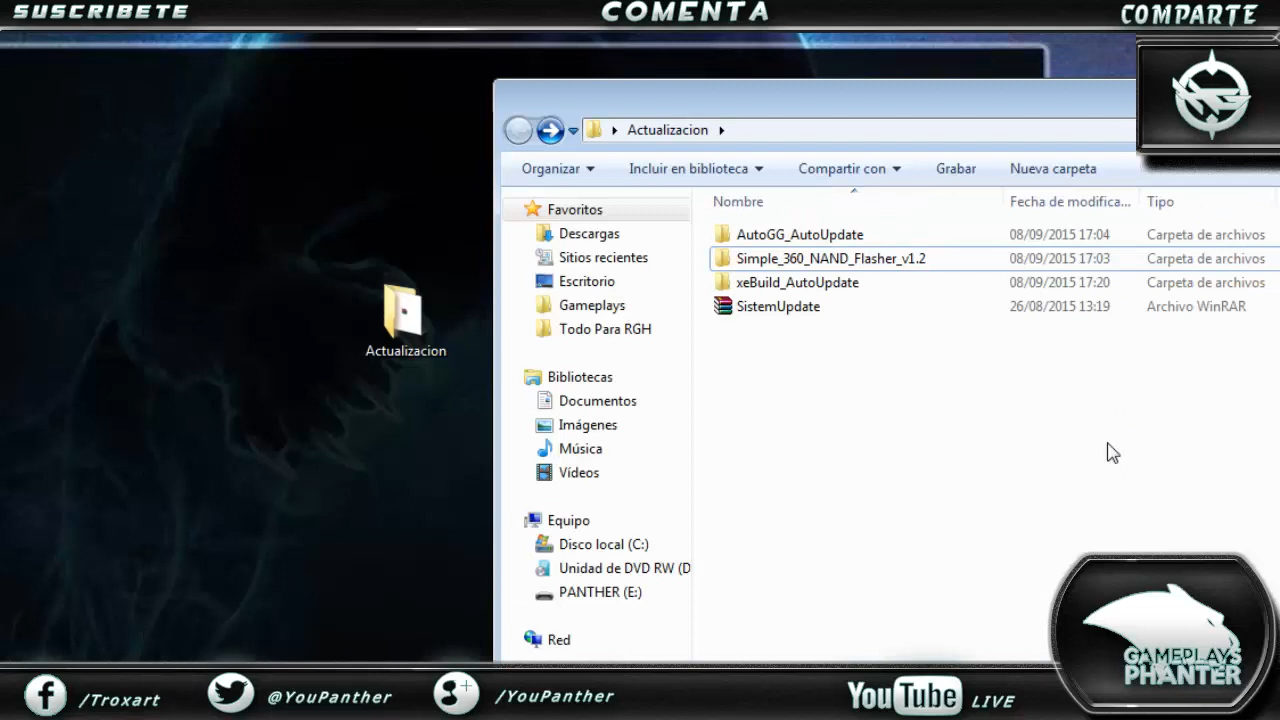 SUSCRIBETE
COMENTA
COMPARTE
Actualizacion
Organizar
Incluir en biblioteca
Compartir con
Grabar
Nueva carpeta
Nombre
Fecha de modifica...
Tipo
Favoritos
Descargas
Sitios recientes
Escritorio
Gameplays
Todo Para RGH
Bibliotecas
Documentos
Imágenes
Música
Vídeos
Equipo
Disco local (C:)
Unidad de DVD RW (D
PANTHER (E:)
Red
AutoGG_AutoUpdate 08/09/2015 17:04 Carpeta de archivos
Simple_360_NAND_Flasher_v1.2 08/09/2015 17:03 Carpeta de archivos
xeBuild_AutoUpdate 08/09/2015 17:20 Carpeta de archivos
SistemUpdate 26/08/2015 13:19 Archivo WinRAR
Actualizacion
GAMEPLAYS
PHANTER
/Troxart
@YouPanther
/YouPanther
YouTube LIVE